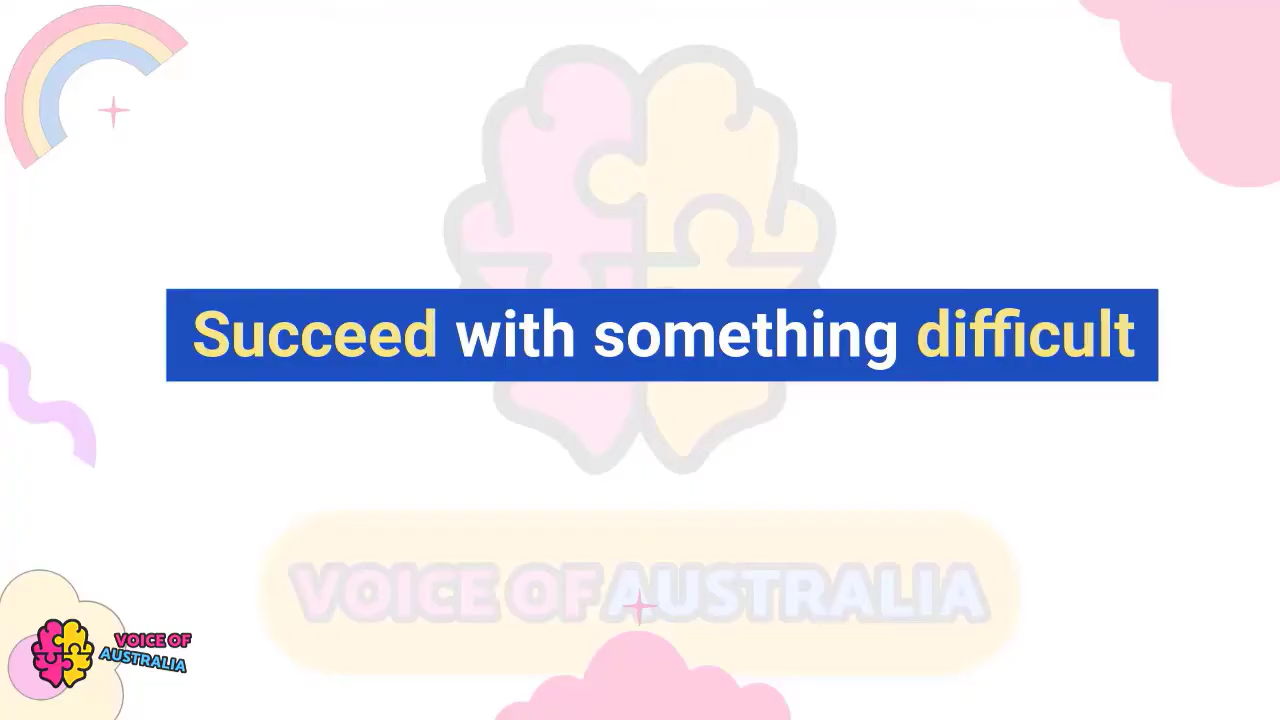 Succeed with something difficult
VOICE OF AUSTRALIA
VOICE OF
AUSTRALIA